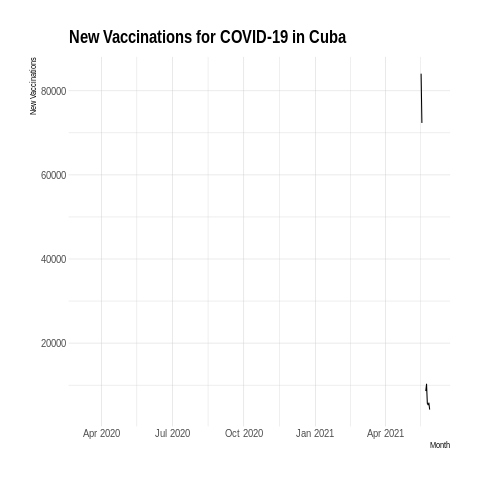 New Vaccinations for COVID-19 in Cuba
New Vaccinations
80000
60000
40000
20000
Apr 2020 Jul 2020 Oct 2020 Jan 2021 Apr 2021
Month